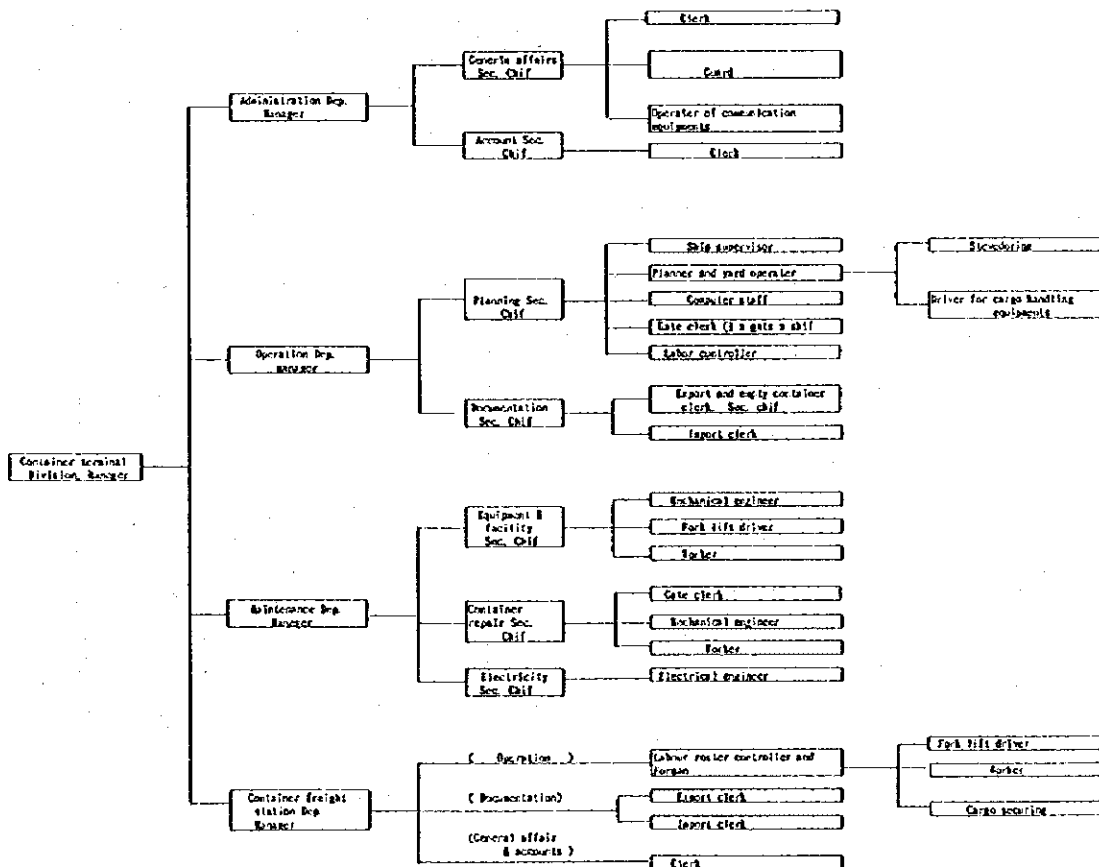 Clerk
Generla affairs
Sec. Chif
Guard
Administration Dep.
Manager
Operator of communication
equipments
Account Sec.
Chif
Clerk
Ship supervisor
Stevedoring
Planner and yard operater
Planning Sec.
Chif
Computer staff
Driver for cargo handling
equipments
Gate clerk (3 x gate x shif
Labor controller
Operation Dep.
manager
Export and empty container
clerk. Sec. chif
Documentation
Sec. Chif
Import clerk
Container terminal
Division, Manager
Mechanical engineer
Equipment &
facility
Sec. Chif
Fork lift driver
Worker
Gate clerk
Maintenance Dep.
Manager
Container
repair Sec.
Chif
Mechanical engineer
Worker
Electricity
Sec. Chif
Electrical engineer
Fork lift driver
( Operation )
Labour roster controller and
Forman
Worker
Container freight
station Dep.
Manager
( Documentation)
Export clerk
Cargo securing
Import clerk
(General affair
& accounts )
Clerk